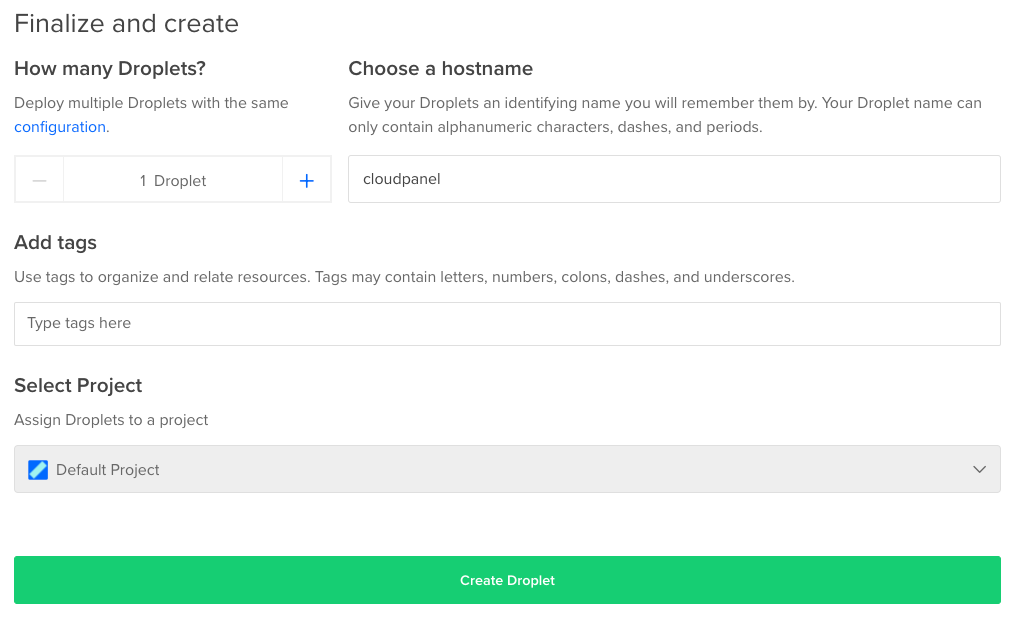 Finalize and create
How many Droplets?
Deploy multiple Droplets with the same
configuration.
1 Droplet
Choose a hostname
Give your Droplets an identifying name you will remember them by. Your Droplet name can
only contain alphanumeric characters, dashes, and periods.
cloudpanel
Add tags
Use tags to organize and relate resources. Tags may contain letters, numbers, colons, dashes, and underscores.
Type tags here
Select Project
Assign Droplets to a project
Default Project
Create Droplet